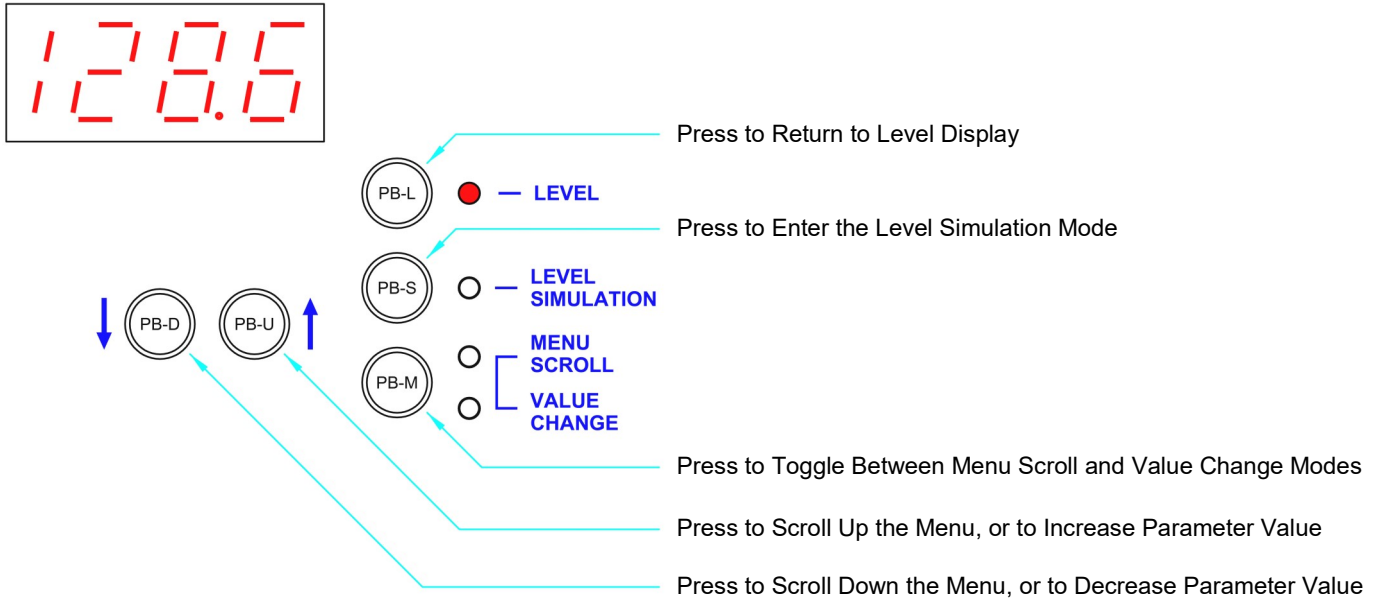 128.6
Press to Return to Level Display
PB-L
LEVEL
Press to Enter the Level Simulation Mode
PB-S
LEVEL
SIMULATION
PB-D
PB-U
MENU
SCROLL
PB-M
VALUE
CHANGE
Press to Toggle Between Menu Scroll and Value Change Modes
Press to Scroll Up the Menu, or to Increase Parameter Value
Press to Scroll Down the Menu, or to Decrease Parameter Value